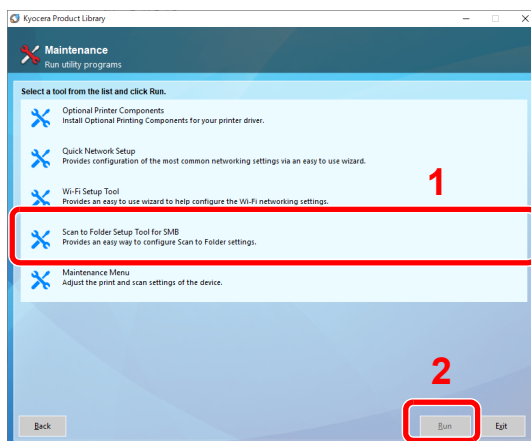 Kyocera Product Library
Maintenance
Run utility programs
Select a tool from the list and click Run.
Optional Printer Components
Install Optional Printing Components for your printer driver.
Quick Network Setup
Provides configuration of the most common networking settings via an easy to use wizard.
1
Wi-Fi Setup Tool
Provides an easy to use wizard to help configure the Wi-Fi networking settings.
Scan to Folder Setup Tool for SMB
Provides an easy way to configure Scan to Folder settings.
Maintenance Menu
Adjust the print and scan settings of the device.
2
Back
Run
Exit